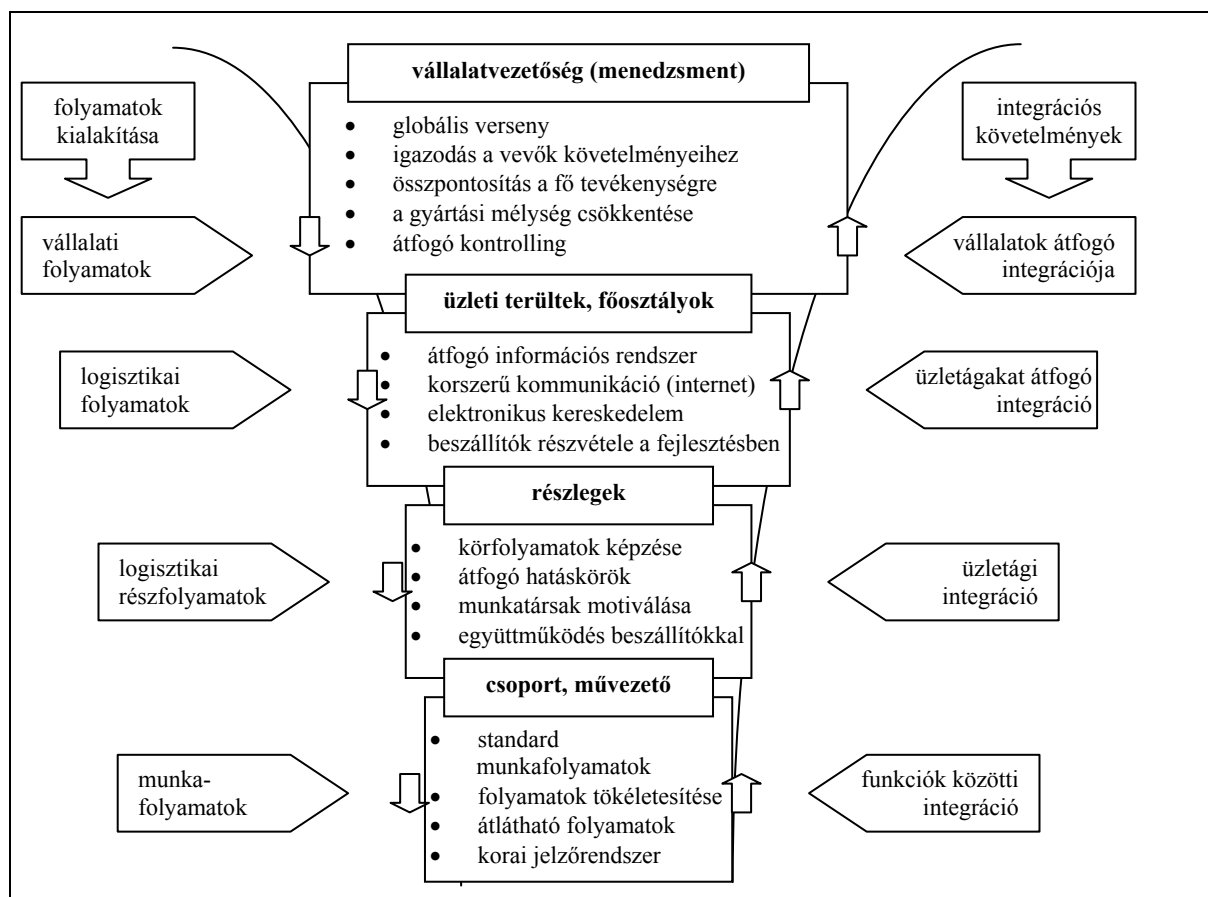 vállalatvezetőség (menedzsment)
folyamatok
kialakítása
• globális verseny
• igazodás a vevők követelményeihez
• összpontosítás a fő tevékenységre
• a gyártási mélység csökkentése
• átfogó kontrolling
integrációs
követelmények
vállalati
folyamatok
vállalatok átfogó
integrációja
üzleti terültek, főosztályok
logisztikai
folyamatok
• átfogó információs rendszer
• korszerű kommunikáció (internet)
• elektronikus kereskedelem
• beszállítók részvétele a fejlesztésben
üzletágakat átfogó
integráció
részlegek
logisztikai
részfolyamatok
• körfolyamatok képzése
• átfogó hatáskörök
• munkatársak motiválása
• együttműködés beszállítókkal
üzletági
integráció
csoport, művezető
munka-
folyamatok
• standard
munkafolyamatok
• folyamatok tökéletesítése
• átlátható folyamatok
• korai jelzőrendszer
funkciók közötti
integráció